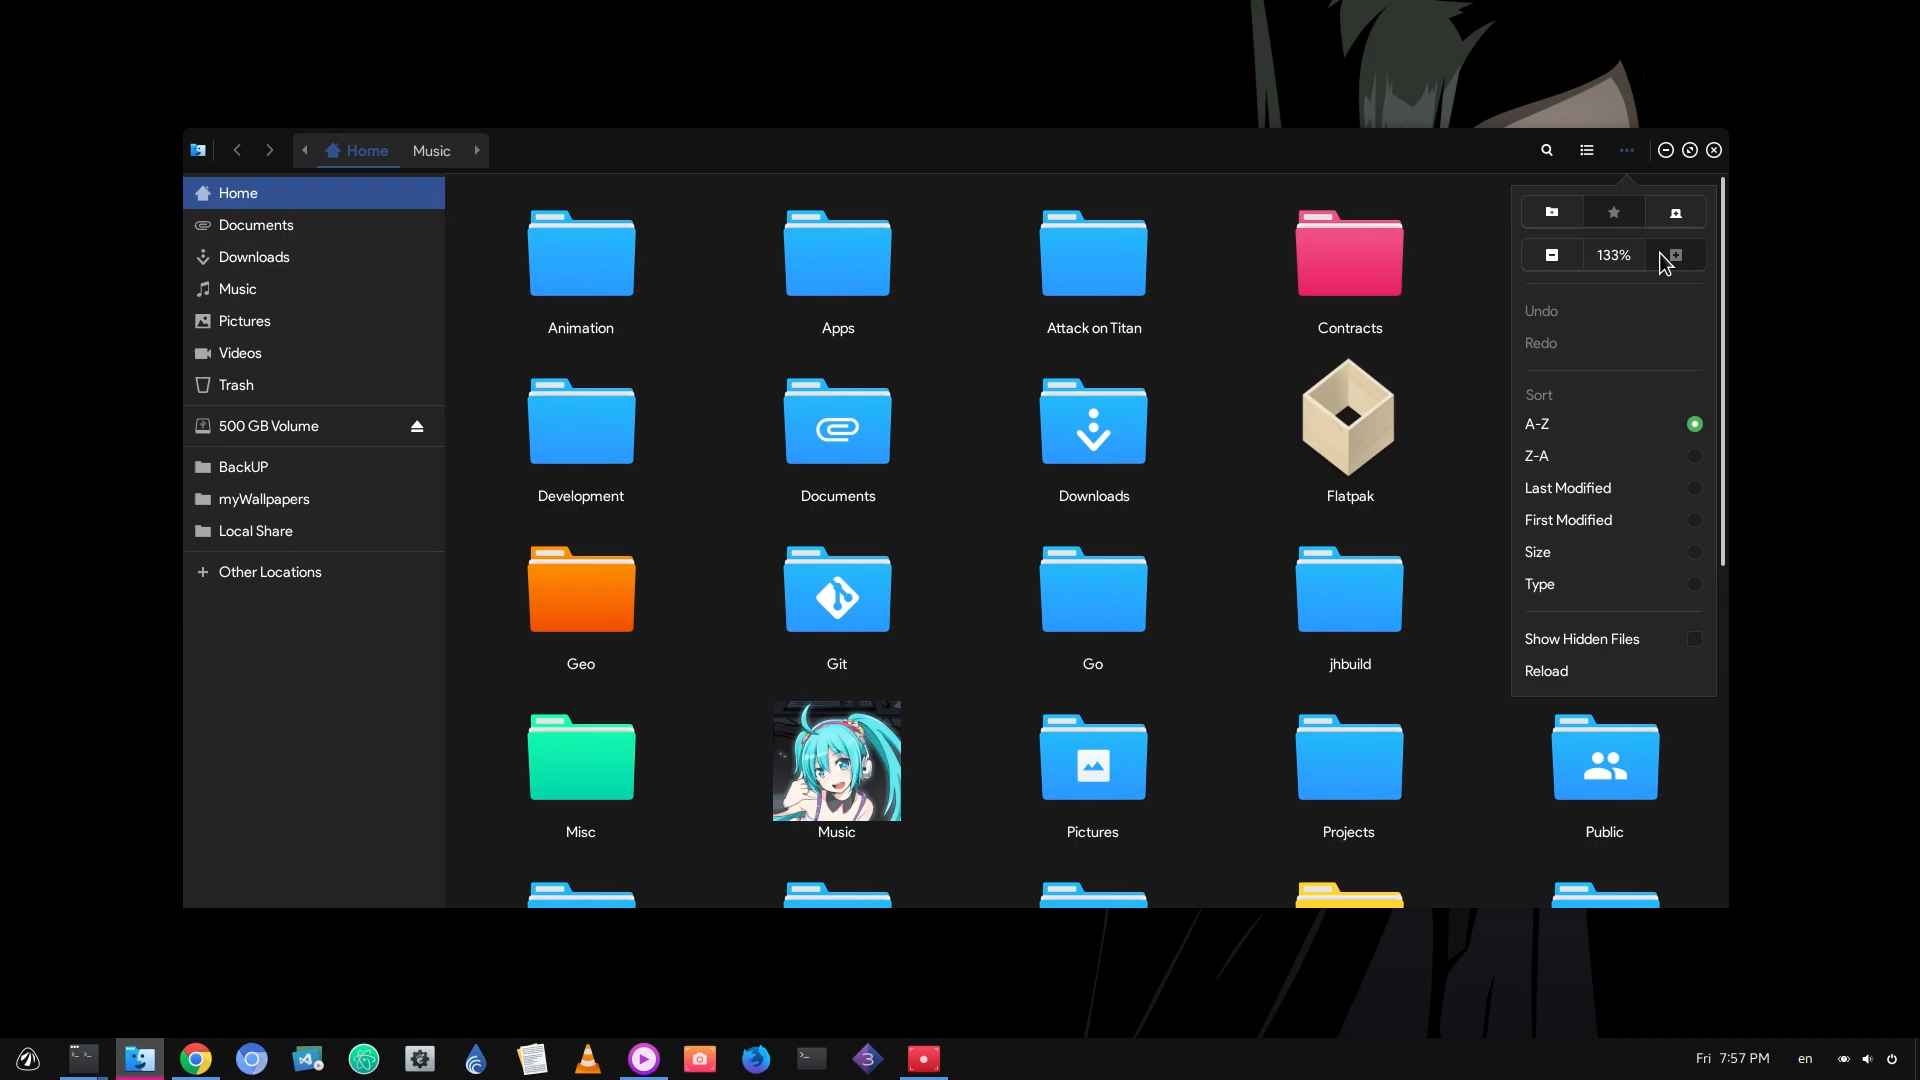 Home
Music
Home
Documents
Downloads
Music
Pictures
Videos
Trash
500 GB Volume
BackUP
myWallpapers
Local Share
Other Locations
Animation
Apps
Attack on Titan
Contracts
Development
Documents
Downloads
Flatpak
Geo
Git
Go
jhbuild
Misc
Music
Pictures
Projects
Public
133%
Undo
Redo
Sort
A-Z
Z-A
Last Modified
First Modified
Size
Type
Show Hidden Files
Reload
3
Fri 7:57 PM
en